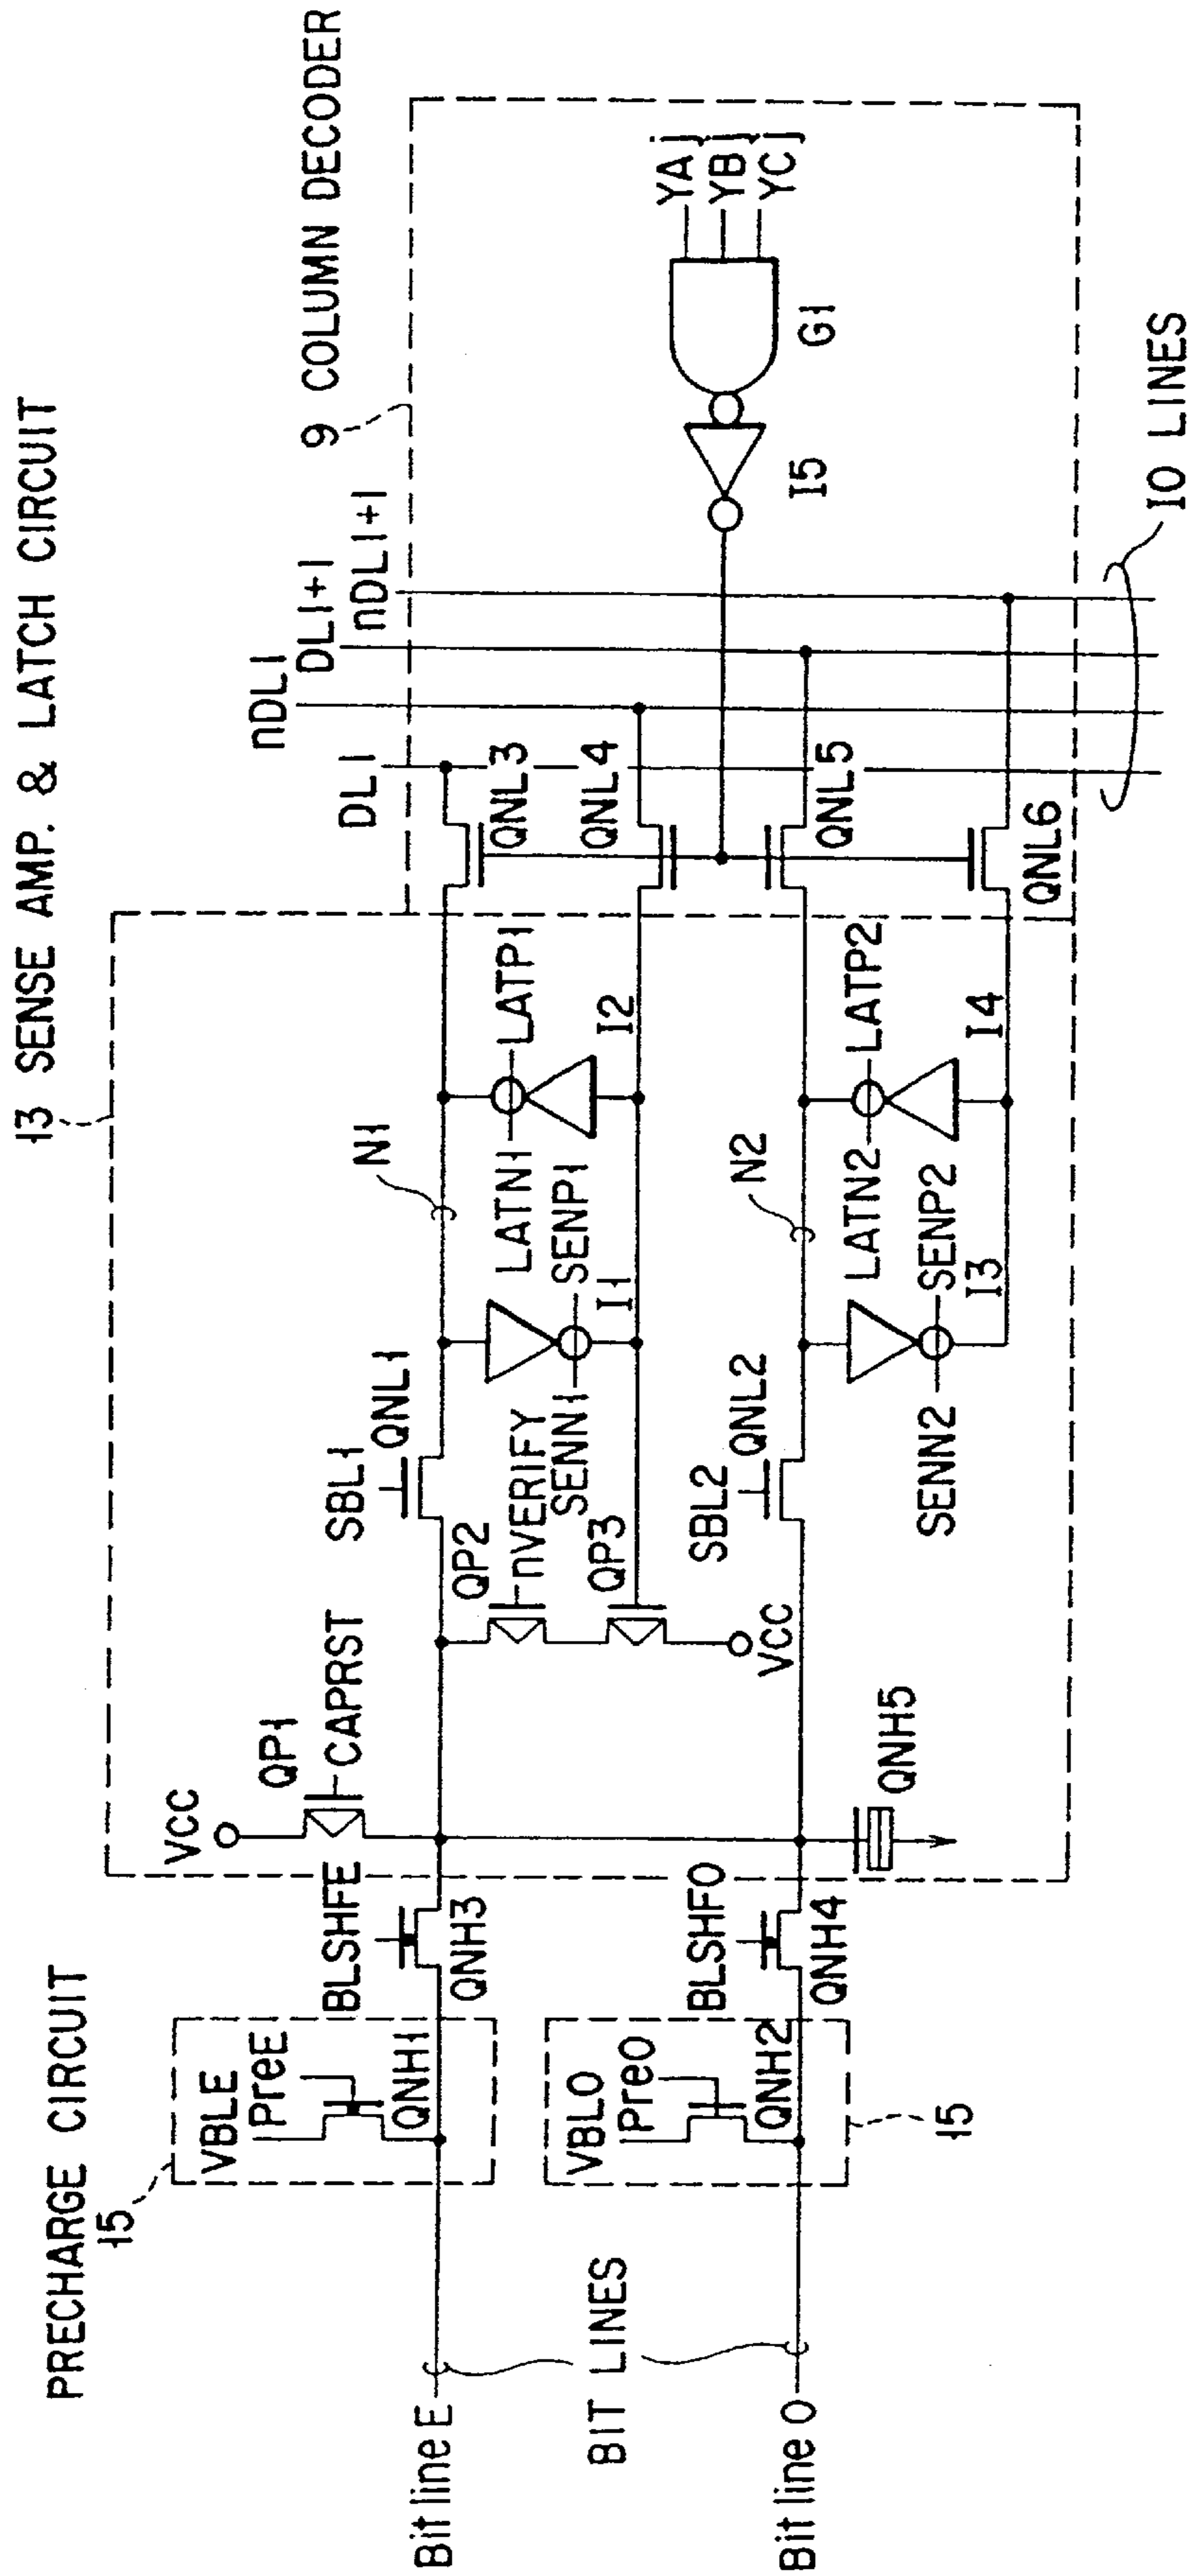 13 SENSE AMP. & LATCH CIRCUIT
PRECHARGE CIRCUIT
15
9 COLUMN DECODER
VCC
QP1
CAPRST
VBLE
PreE
QNH1
BLSHFE
QNH3
SBL1
QNL1
N1
QP2
nVERIFY
QP3
VCC
SENN1
SENP1
I1
LATN1
LATP1
I2
DLi
nDLi
DLi+1
nDLi+1
QNL3
QNL4
QNL5
QNL6
I5
G1
YAj
YBj
YCj
Bit line E
BIT LINES
Bit line O
VBLO
PreO
QNH2
15
BLSHFO
QNH4
QNH5
SBL2
QNL2
N2
SENN2
SENP2
I3
LATN2
LATP2
I4
IO LINES